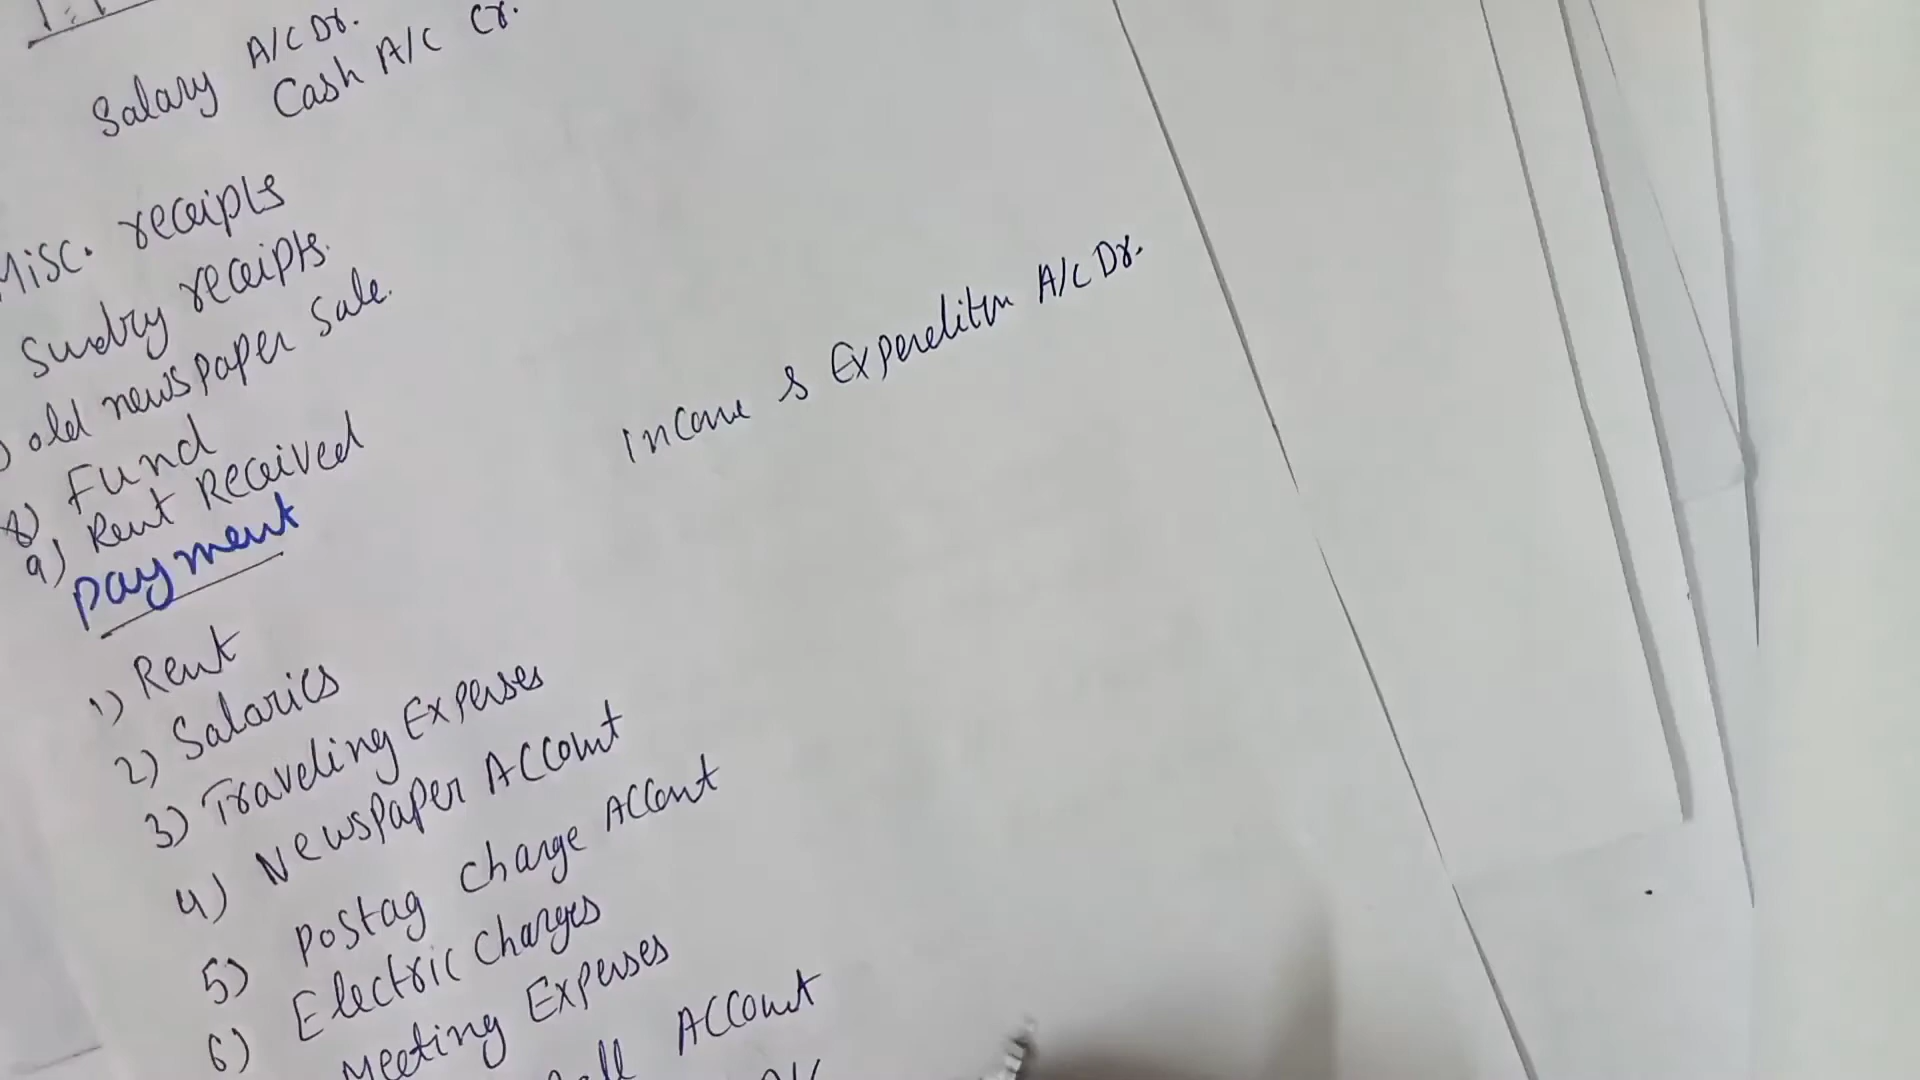 Salary A/C Dr.
Cash A/C Cr.
Misc. receipts
Sundry receipts.
old newspaper Sale.
8) Fund
9) Rent Received
Income & Expenditure A/C Dr.
Payment
1) Rent
2) Salaries
3) Traveling Expenses
4) Newspaper Account
5) Postag Charge Account
6) Electric Charges
Meeting Expenses
Account